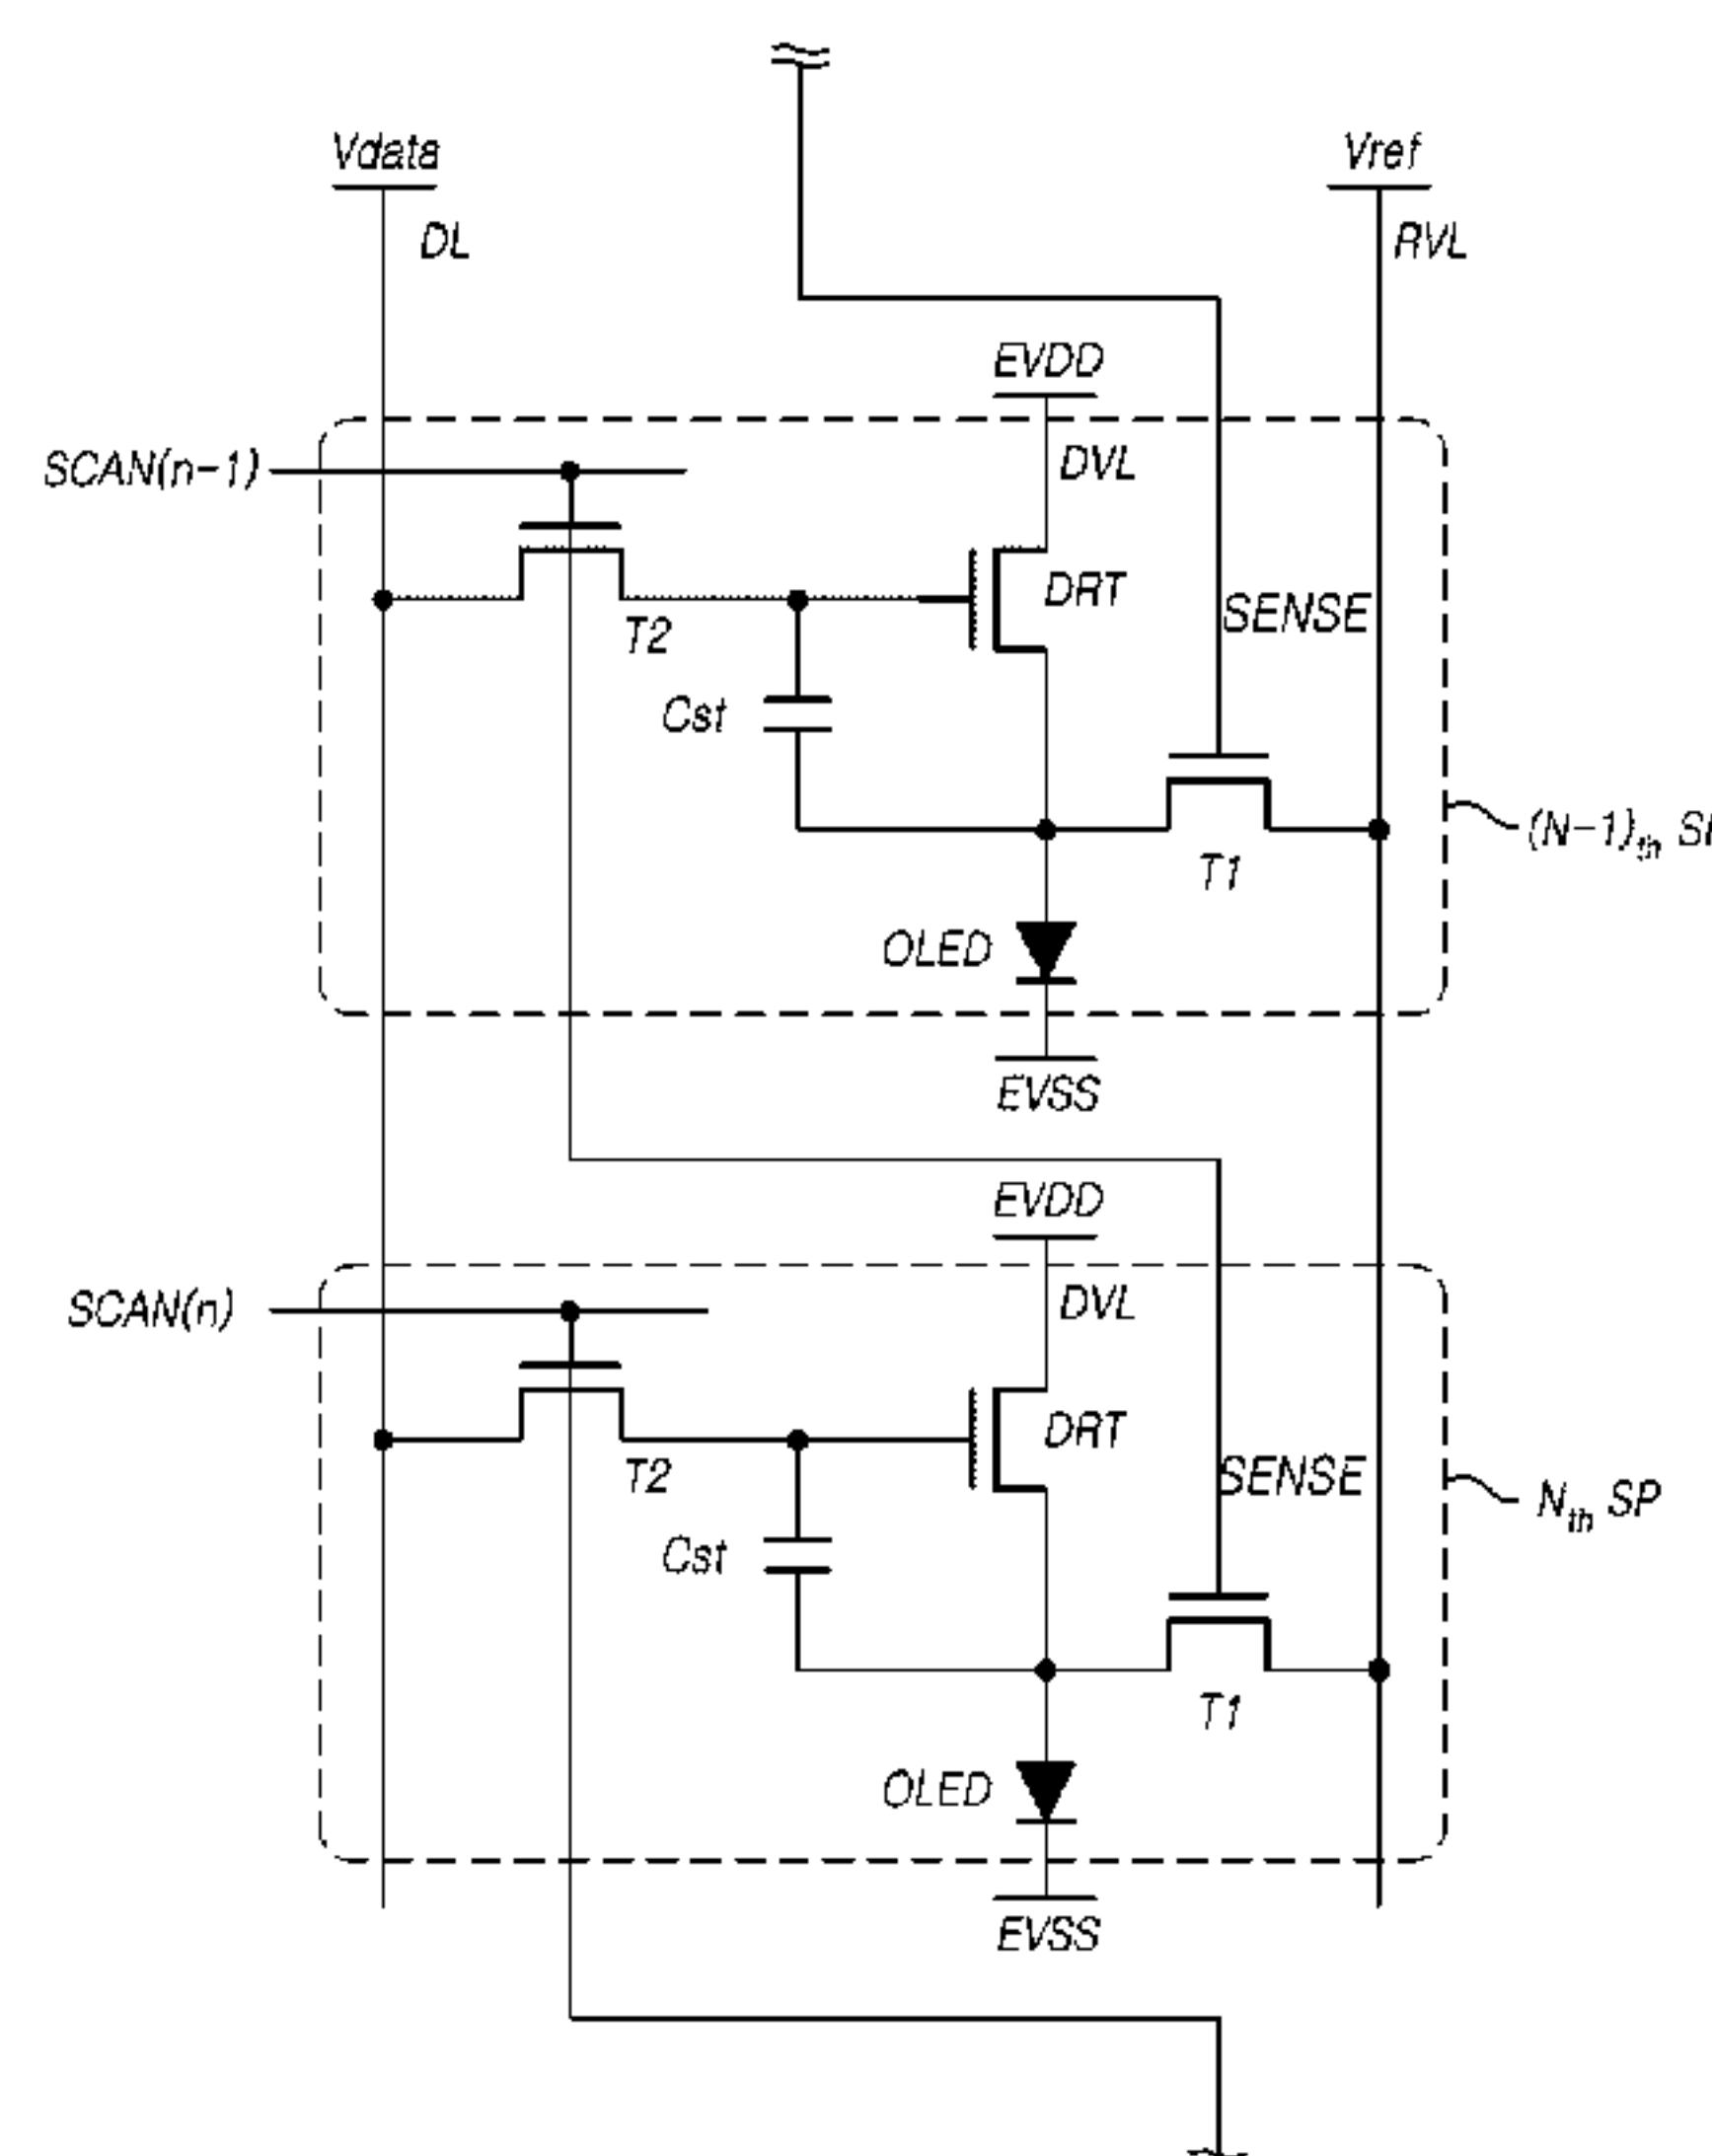 Vdata
Vref
DL
RVL
EVDD
SCAN(n-1)
DVL
DRT
SENSE
T2
Cst
(N-1)th
T1
OLED
EVSS
EVDD
SCAN(n)
DVL
DRT
SENSE
T2
Nth SP
Cst
T1
OLED
EVSS